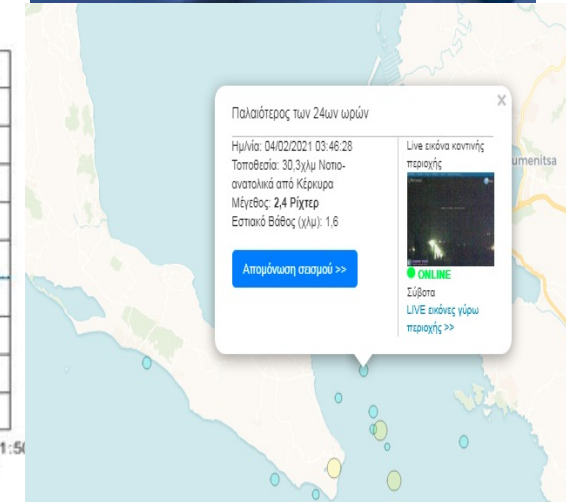 Παλαιότερος των 24ων ωρών
×
Ημ/νία: 04/02/2021 03:46:28
Τοποθεσία: 30,3χλμ Νοτιο-
ανατολικά από Κέρκυρα
Μέγεθος: 2,4 Ρίχτερ
Εστιακό Βάθος (χλμ): 1,6
Απομόνωση σεισμού >>
Live εικόνα κοντινής
περιοχής
ONLINE
Σύβοτα
LIVE εικόνες γύρω
περιοχής >>
umenitsa
1:50